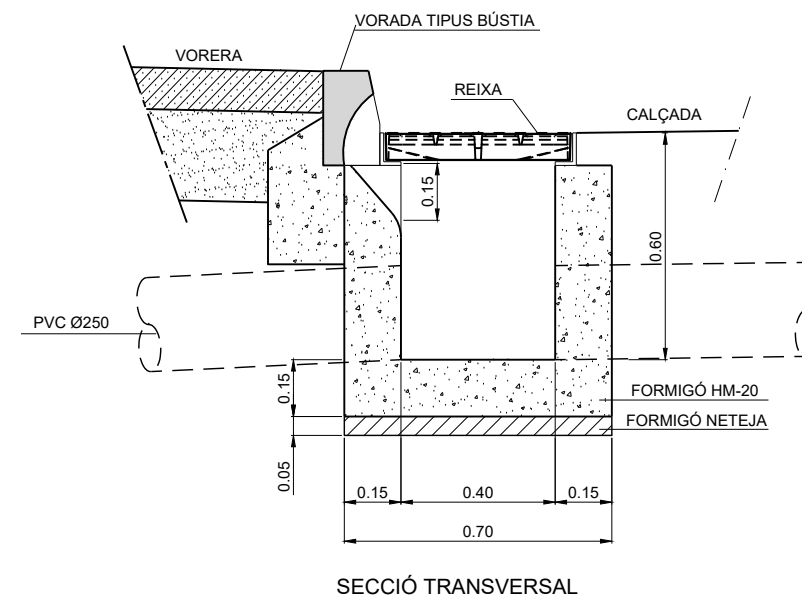 VORADA TIPUS BÚSTIA
VORERA
REIXA
CALÇADA
0.15
0.60
PVC Ø250
0.15
FORMIGÓ HM-20
FORMIGÓ NETEJA
0.05
0.15
0.40
0.15
0.70
SECCIÓ TRANSVERSAL